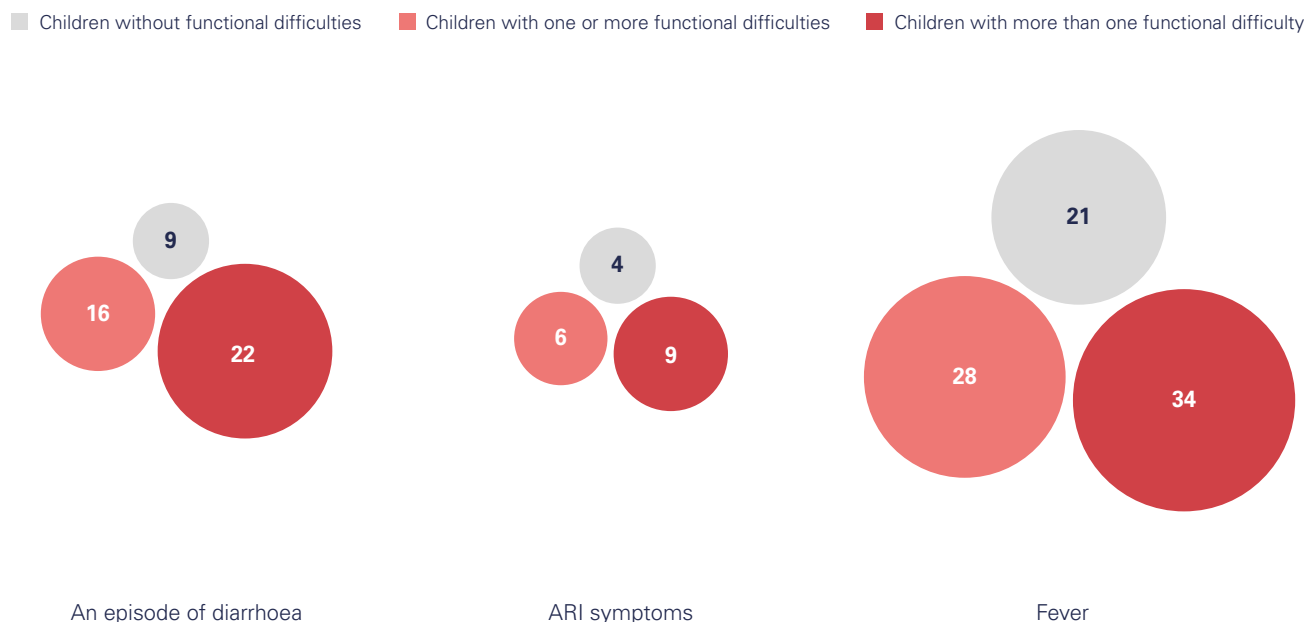 Children without functional difficulties
Children with one or more functional difficulties
Children with more than one functional difficulty
9
16
22
An episode of diarrhoea
4
6
9
ARI symptoms
21
28
34
Fever